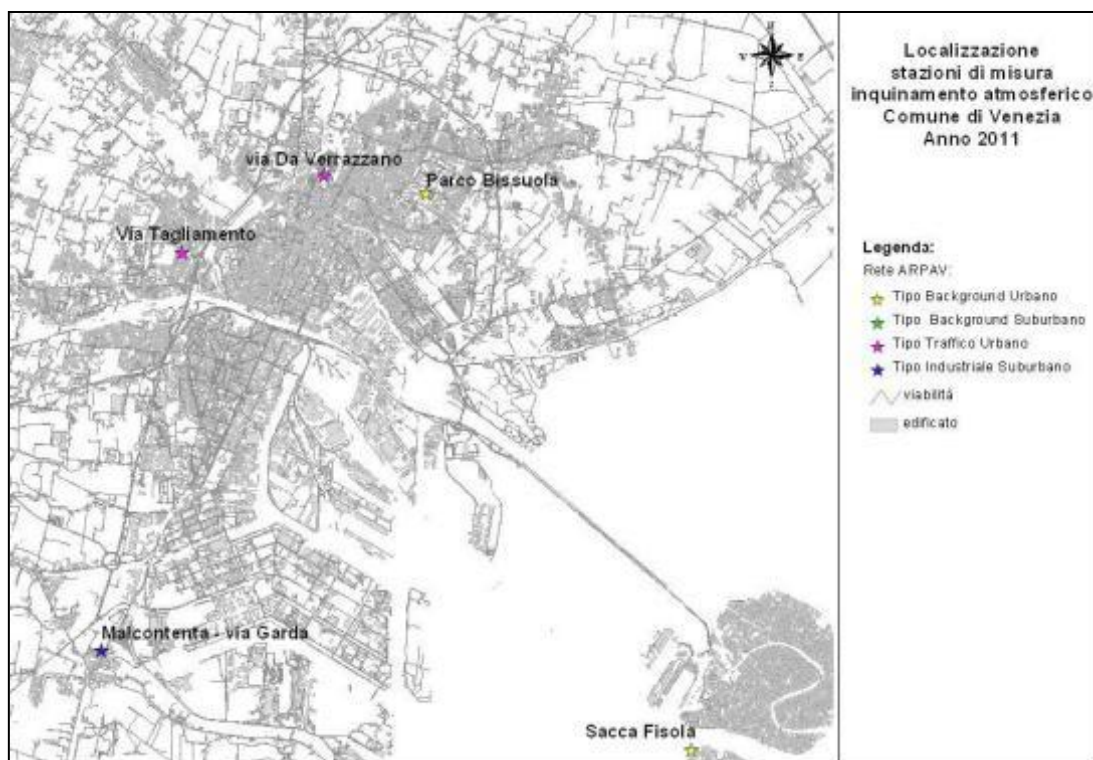 Localizzazione
stazioni di misura
inquinamento atmosferico
Comune di Venezia
Anno 2011
via Da Verrazzano
Parco Bissuola
Via Tagliamento
Malcontenta - via Garda
Sacca Fisola
Legenda:
Rete ARPAV:
Tipo Background Urbano
Tipo Background Suburbano
Tipo Traffico Urbano
Tipo Industriale Suburbano
viabilità
edificato